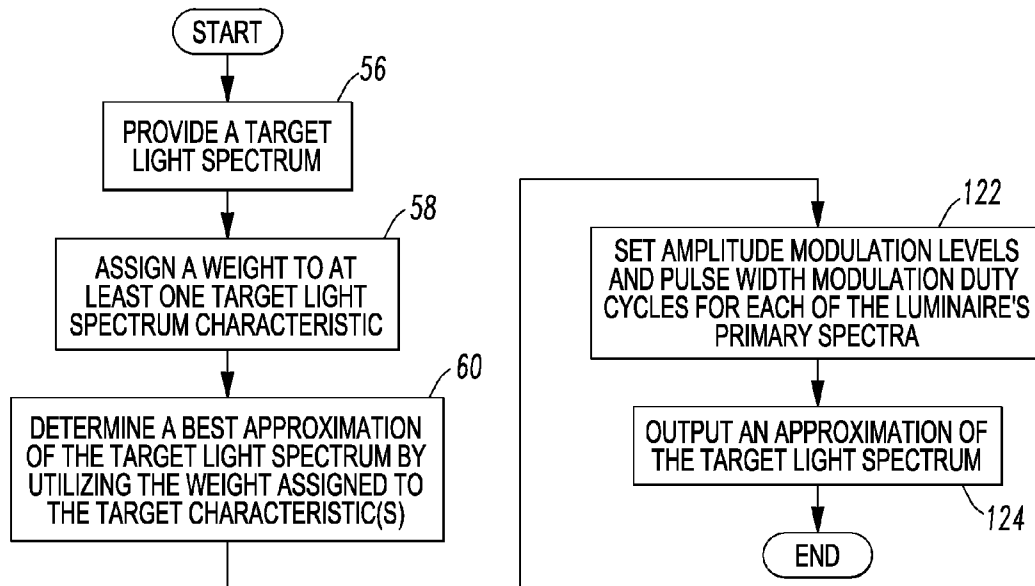 START
56
PROVIDE A TARGET
LIGHT SPECTRUM
58
ASSIGN A WEIGHT TO AT
LEAST ONE TARGET LIGHT
SPECTRUM CHARACTERISTIC
60
DETERMINE A BEST APPROXIMATION
OF THE TARGET LIGHT SPECTRUM BY
UTILIZING THE WEIGHT ASSIGNED TO
THE TARGET CHARACTERISTIC(S)
122
SET AMPLITUDE MODULATION LEVELS
AND PULSE WIDTH MODULATION DUTY
CYCLES FOR EACH OF THE LUMINAIRE'S
PRIMARY SPECTRA
OUTPUT AN APPROXIMATION OF
THE TARGET LIGHT SPECTRUM
124
END